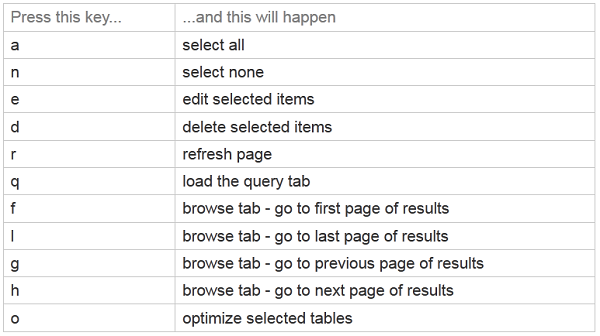 Press this key... ...and this will happen
a select all
n select none
e edit selected items
d delete selected items
r refresh page
q load the query tab
f browse tab - go to first page of results
l browse tab - go to last page of results
g browse tab - go to previous page of results
h browse tab - go to next page of results
o optimize selected tables